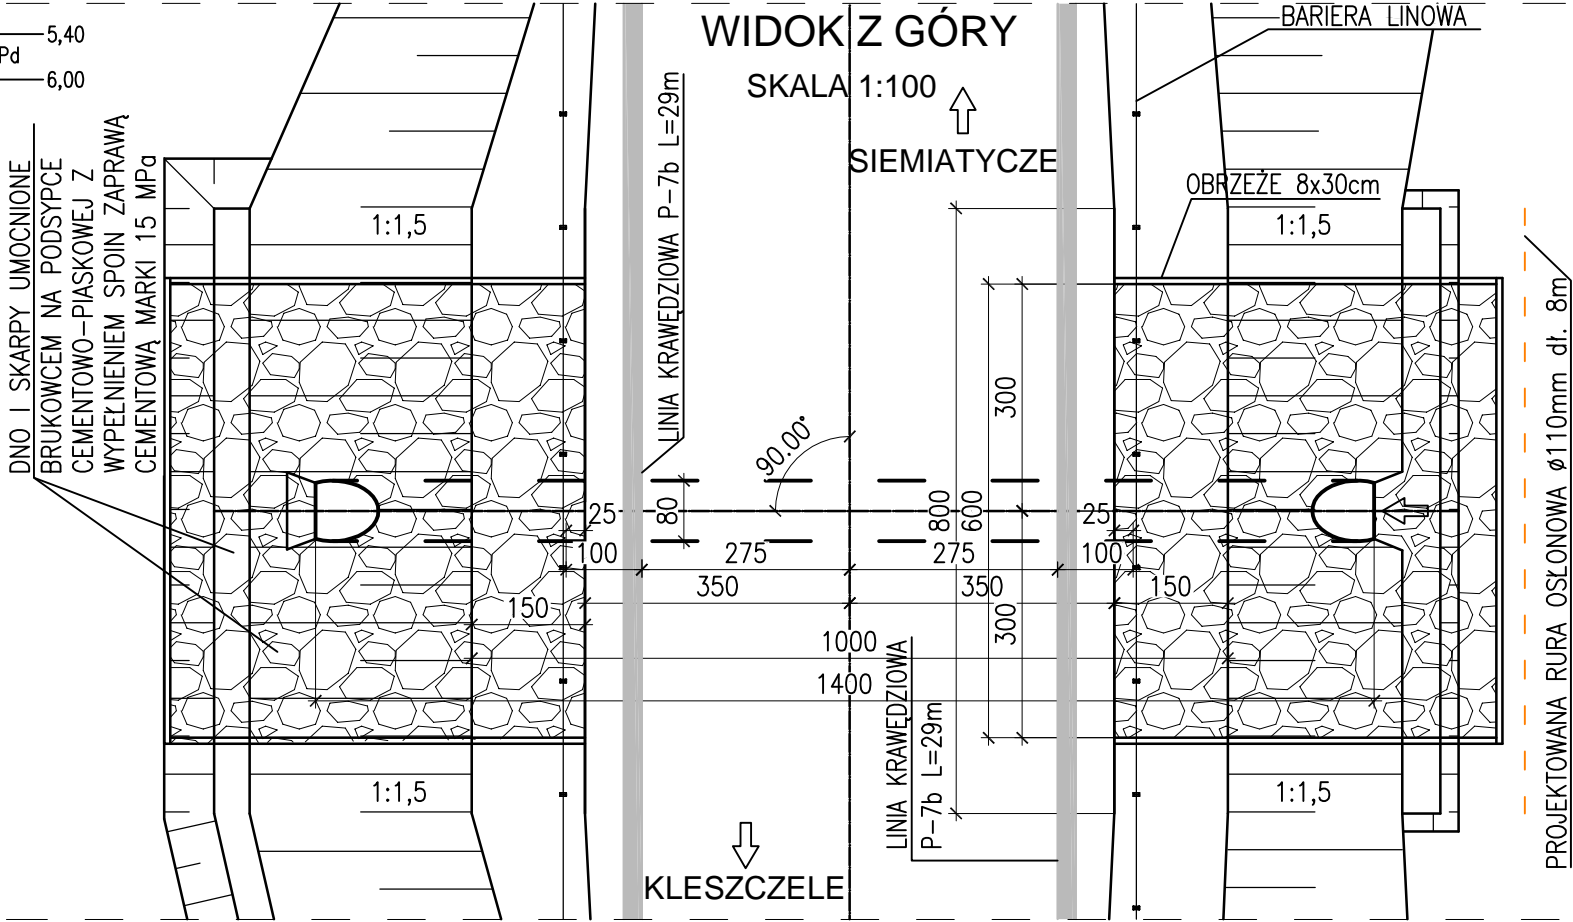 5,40
Pd
6,00
WIDOK Z GÓRY
SKALA 1:100
SIEMIATYCZE
BARIERA LINOWA
OBRZEŻE 8x30cm
DNO I SKARPY UMOCNIONE
BRUKOWCEM NA PODSYPCE
CEMENTOWO-PIASKOWEJ Z
WYPEŁNIENIEM SPOIN ZAPRAWĄ
CEMENTOWĄ MARKI 15 MPa
LINIA KRAWĘDZIOWA P-7b L=29m
1:1,5
1:1,5
90.00°
300
800
600
80
25
25
100
275
275
100
350
350
150
150
300
1000
1400
1:1,5
1:1,5
LINIA KRAWĘDZIOWA
P-7b L=29m
KLESZCZELE
PROJEKTOWANA RURA OSŁONOWA ø110mm dł. 8m